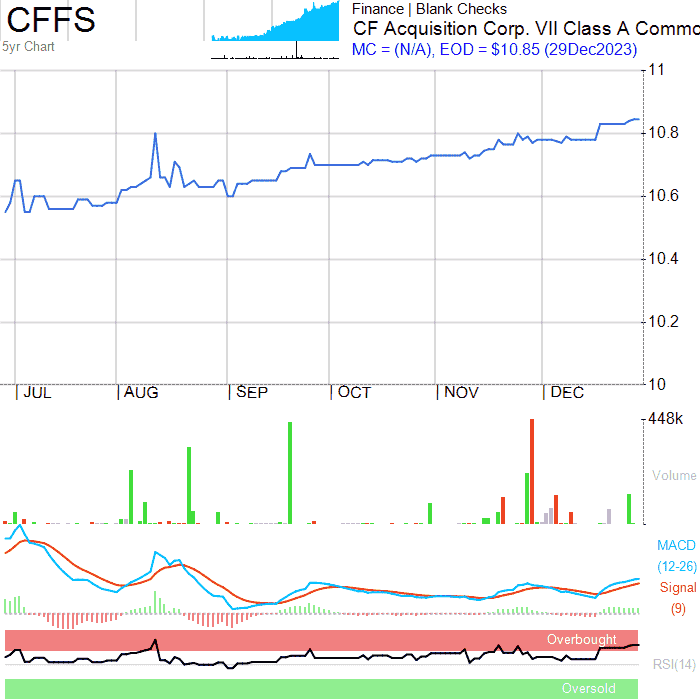 CFFS
5yr Chart
Finance | Blank Checks
CF Acquisition Corp. VII Class A Commo
MC = (N/A), EOD = $10.85 (29Dec2023)
11
10.8
10.6
10.4
10.2
10
| JUL | AUG | SEP | OCT | NOV | DEC
448k
Volume
MACD
(12-26)
Signal
(9)
Overbought
RSI(14)
Oversold